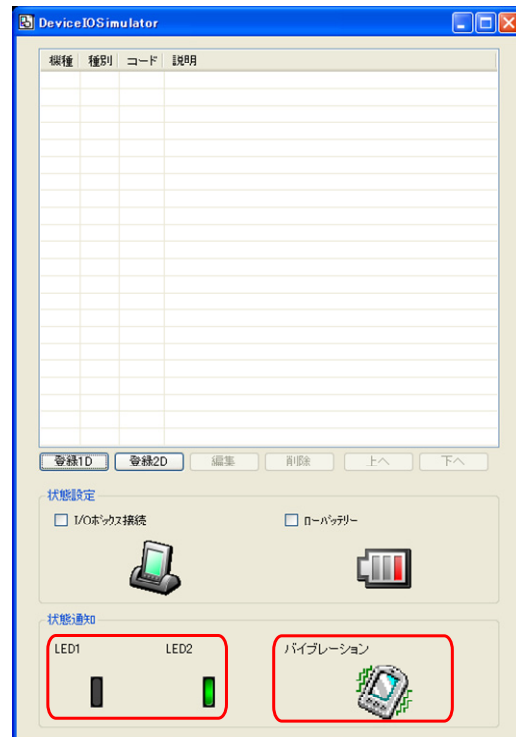 DeviceIOSimulator
機種 種別 コード 説明
登録1D 登録2D 編集 削除 上へ 下へ
状態設定
I/Oボックス接続 ローバッテリー
状態通知
LED1 LED2 バイブレーション